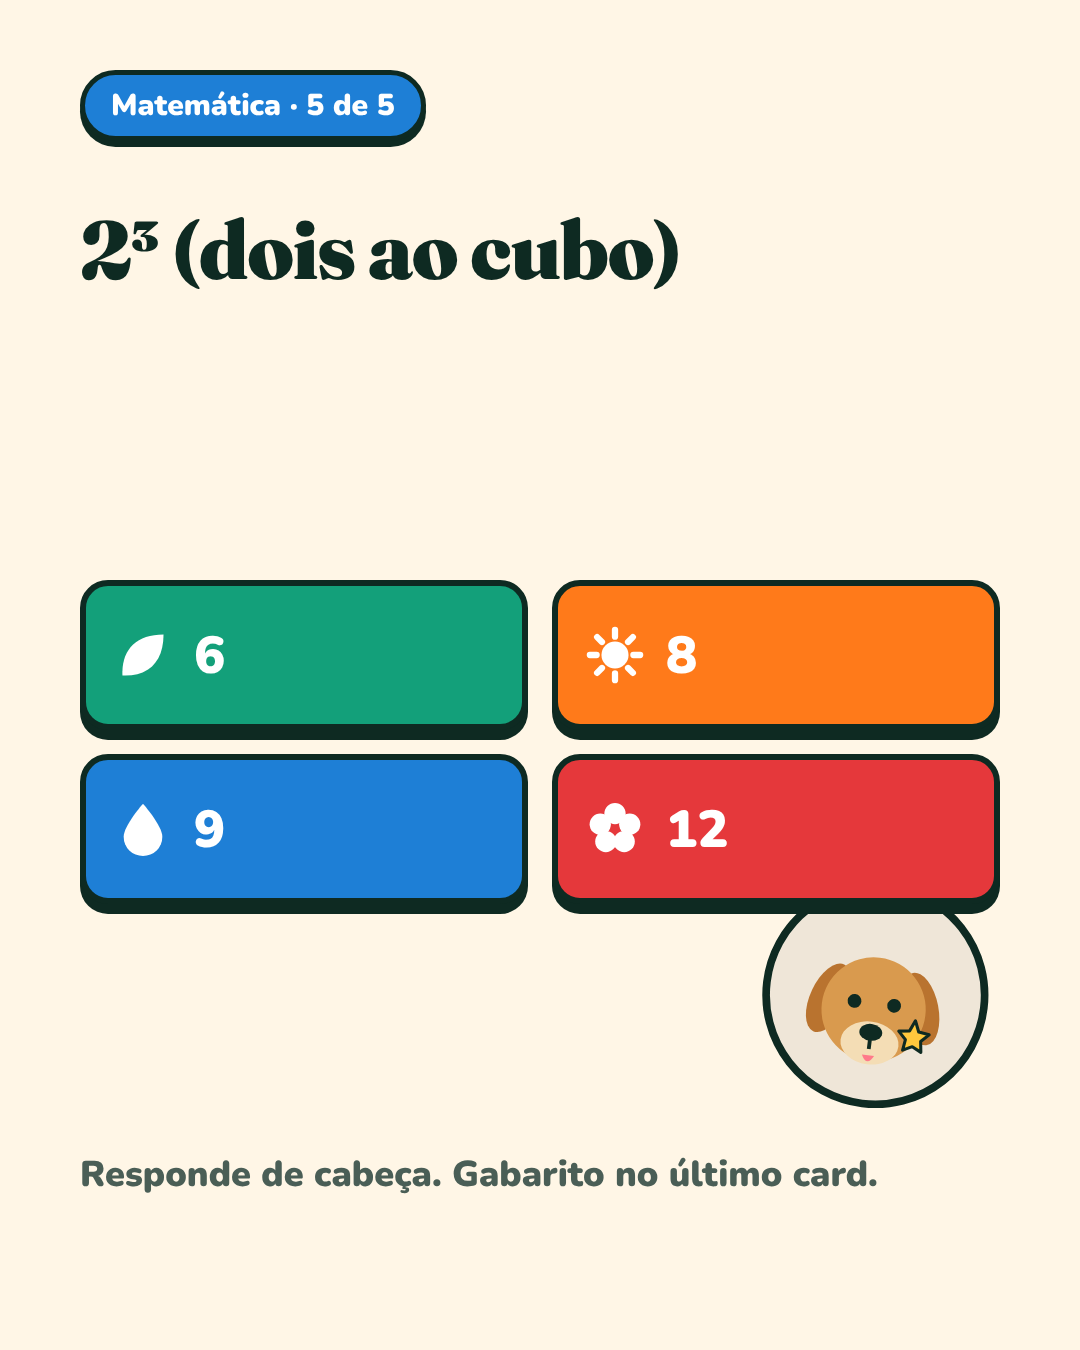 Matemática · 5 de 5
2³ (dois ao cubo)
6
8
9
12
Responde de cabeça. Gabarito no último card.